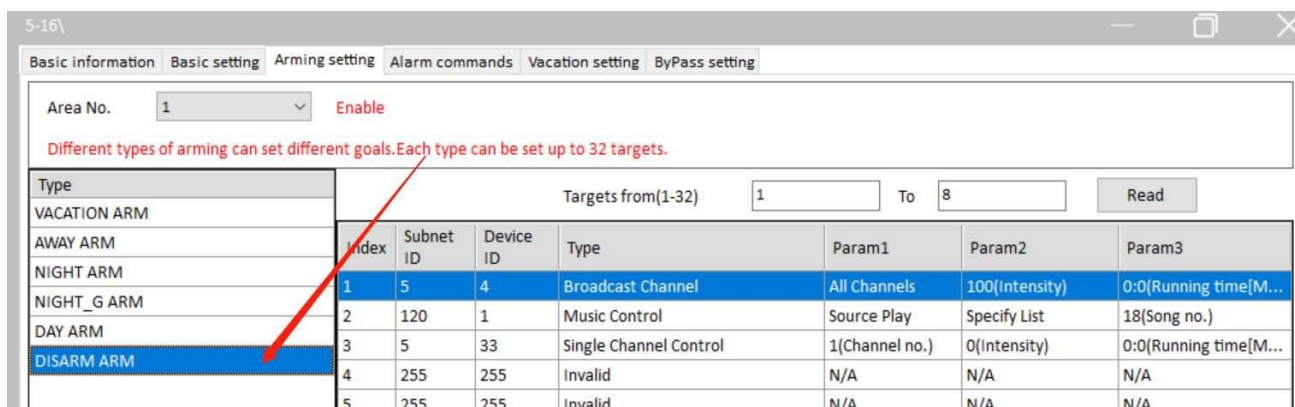 5-16\
Basic information Basic setting Arming setting Alarm commands Vacation setting ByPass setting
Area No. 1 Enable
Different types of arming can set different goals.Each type can be set up to 32 targets.
Type
VACATION ARM
AWAY ARM
NIGHT ARM
NIGHT_G ARM
DAY ARM
DISARM ARM
Targets from(1-32) 1 To 8 Read
Index Subnet ID Device ID Type Param1 Param2 Param3
1 5 4 Broadcast Channel All Channels 100(Intensity) 0:0(Running time[M...
2 120 1 Music Control Source Play Specify List 18(Song no.)
3 5 33 Single Channel Control 1(Channel no.) 0(Intensity) 0:0(Running time[M...
4 255 255 Invalid N/A N/A N/A
5 255 255 Invalid N/A N/A N/A